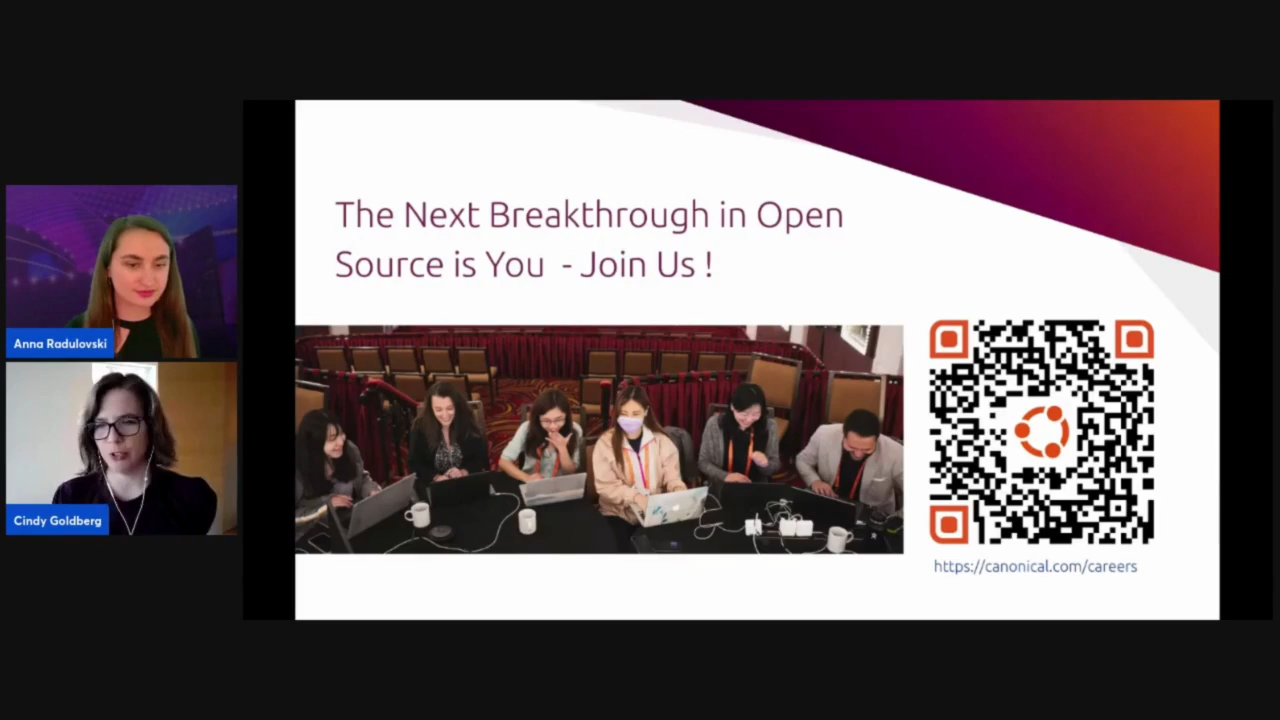 Anna Radulovski
Cindy Goldberg
The Next Breakthrough in Open
Source is You - Join Us !
https://canonical.com/careers